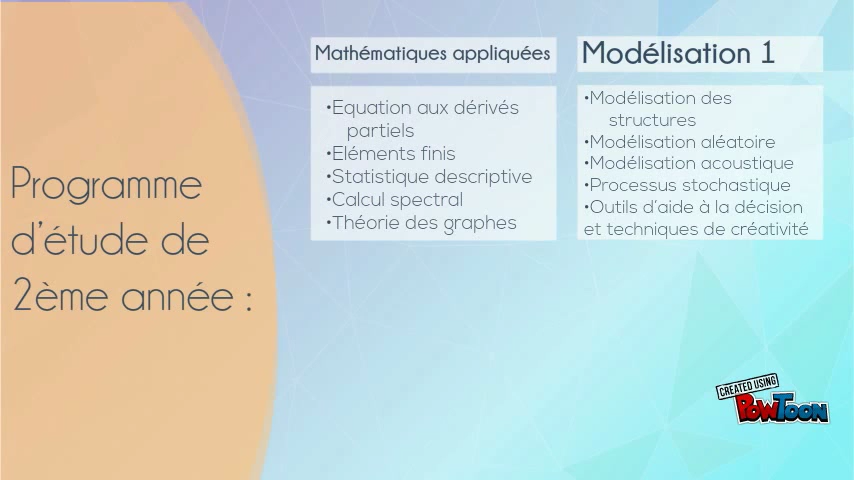 Programme
d'étude de
2ème année :
Mathématiques appliquées
•Equation aux dérivés
partiels
•Eléments finis
•Statistique descriptive
•Calcul spectral
•Théorie des graphes
Modélisation 1
•Modélisation des
structures
•Modélisation aléatoire
•Modélisation acoustique
•Processus stochastique
•Outils d'aide à la décision
et techniques de créativité
CREATED USING
POWTOON